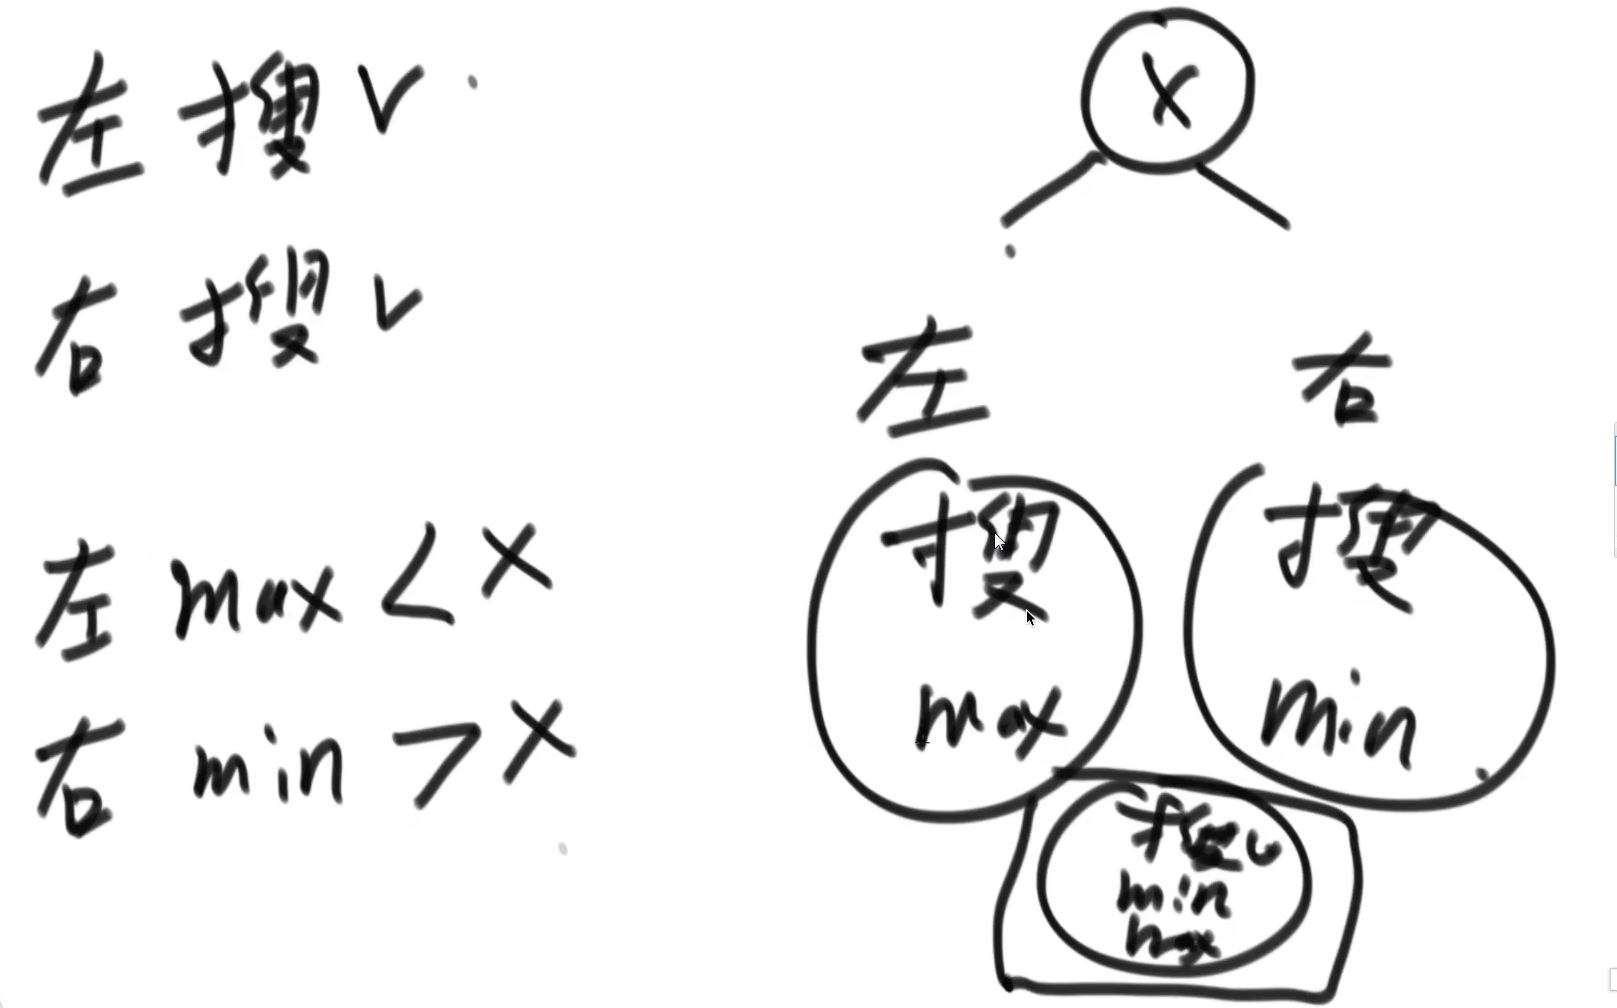 左 搜 ✓
右 搜 ✓
左 max < X
右 min > X
X
左 右
搜 搜
max min
搜 ✓
min
max